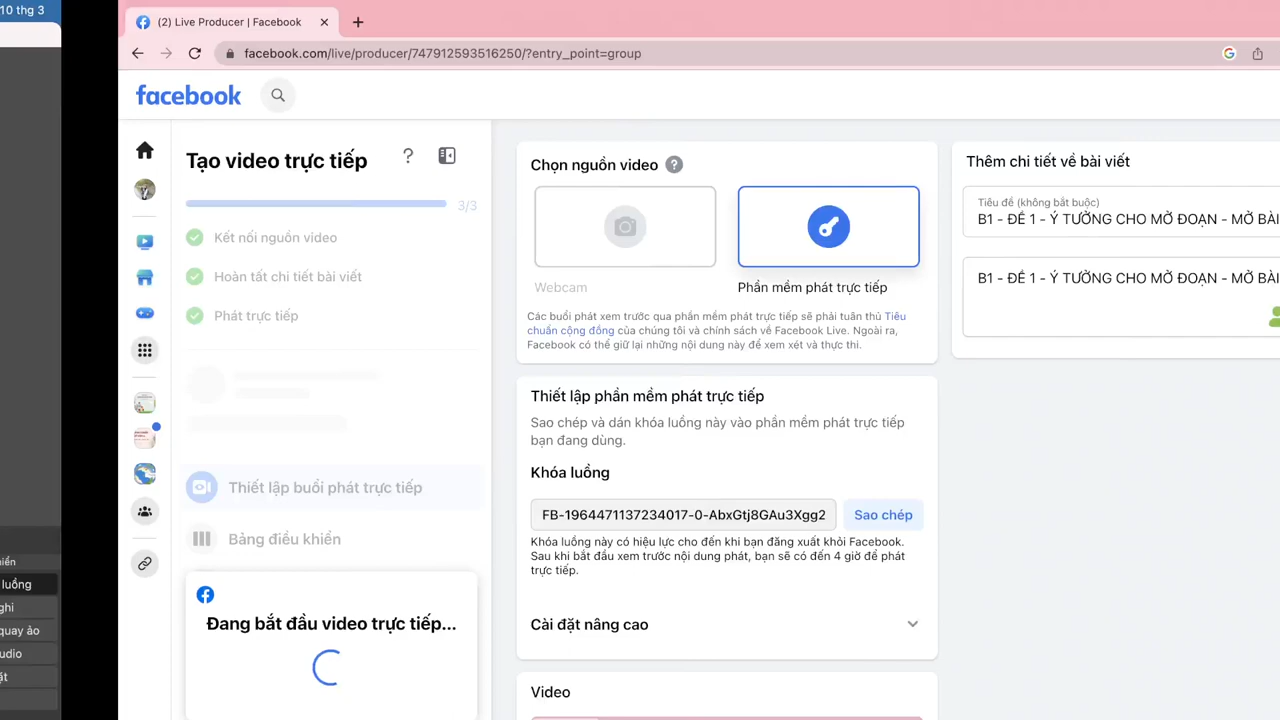 10 thg 3
(2) Live Producer | Facebook
facebook.com/live/producer/747912593516250/?entry_point=group
facebook
Tạo video trực tiếp
3/3
Kết nối nguồn video
Hoàn tất chi tiết bài viết
Phát trực tiếp
Thiết lập buổi phát trực tiếp
Bảng điều khiển
Đang bắt đầu video trực tiếp...
Chọn nguồn video
Webcam
Phần mềm phát trực tiếp
Các buổi phát xem trước qua phần mềm phát trực tiếp sẽ phải tuân thủ Tiêu
chuẩn cộng đồng của chúng tôi và chính sách về Facebook Live. Ngoài ra,
Facebook có thể giữ lại những nội dung này để xem xét và thực thi.
Thiết lập phần mềm phát trực tiếp
Sao chép và dán khóa luồng này vào phần mềm phát trực tiếp
bạn đang dùng.
Khóa luồng
FB-1964471137234017-0-AbxGtj8GAu3Xgg2
Sao chép
Khóa luồng này có hiệu lực cho đến khi bạn đăng xuất khỏi Facebook.
Sau khi bắt đầu xem trước nội dung phát, bạn sẽ có đến 4 giờ để phát
trực tiếp.
Cài đặt nâng cao
Video
Thêm chi tiết về bài viết
Tiêu đề (không bắt buộc)
B1 - ĐỀ 1 - Ý TƯỞNG CHO MỞ ĐOẠN - MỞ BÀI
B1 - ĐỀ 1 - Ý TƯỞNG CHO MỞ ĐOẠN - MỞ BÀI
luồng
ghi
quay ảo